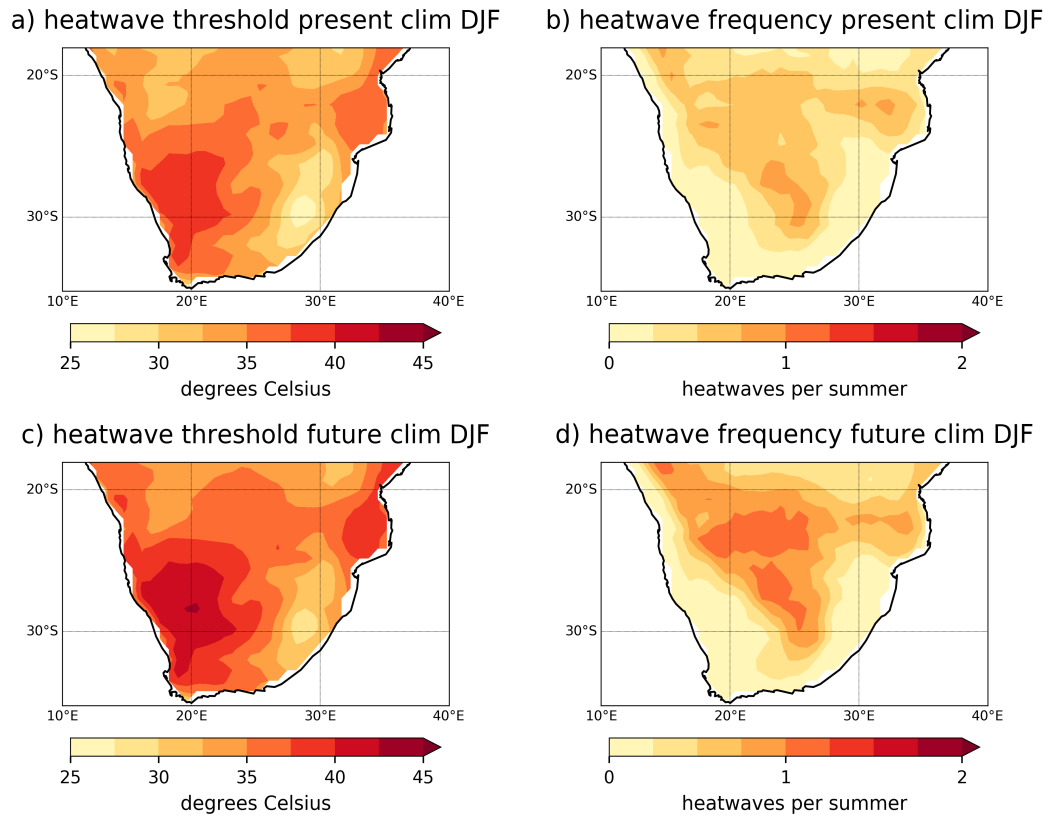 a) heatwave threshold present clim DJF
20°S
30°S
10°E 20°E 30°E 40°E
25 30 35 40 45
degrees Celsius
b) heatwave frequency present clim DJF
20°S
30°S
10°E 20°E 30°E 40°E
0 1 2
heatwaves per summer
c) heatwave threshold future clim DJF
20°S
30°S
10°E 20°E 30°E 40°E
25 30 35 40 45
degrees Celsius
d) heatwave frequency future clim DJF
20°S
30°S
10°E 20°E 30°E 40°E
0 1 2
heatwaves per summer